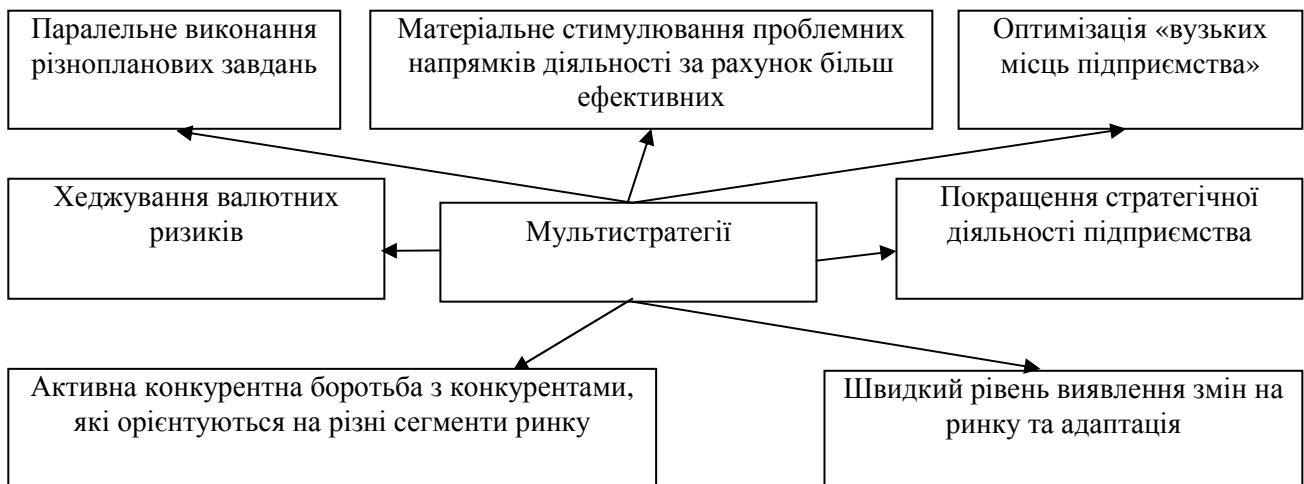 Паралельне виконання
різнопланових завдань
Матеріальне стимулювання проблемних
напрямків діяльності за рахунок більш
ефективних
Оптимізація «вузьких
місць підприємства»
Хеджування валютних
ризиків
Мультистратегії
Покращення стратегічної
діяльності підприємства
Активна конкурентна боротьба з конкурентами,
які орієнтуються на різні сегменти ринку
Швидкий рівень виявлення змін на
ринку та адаптація